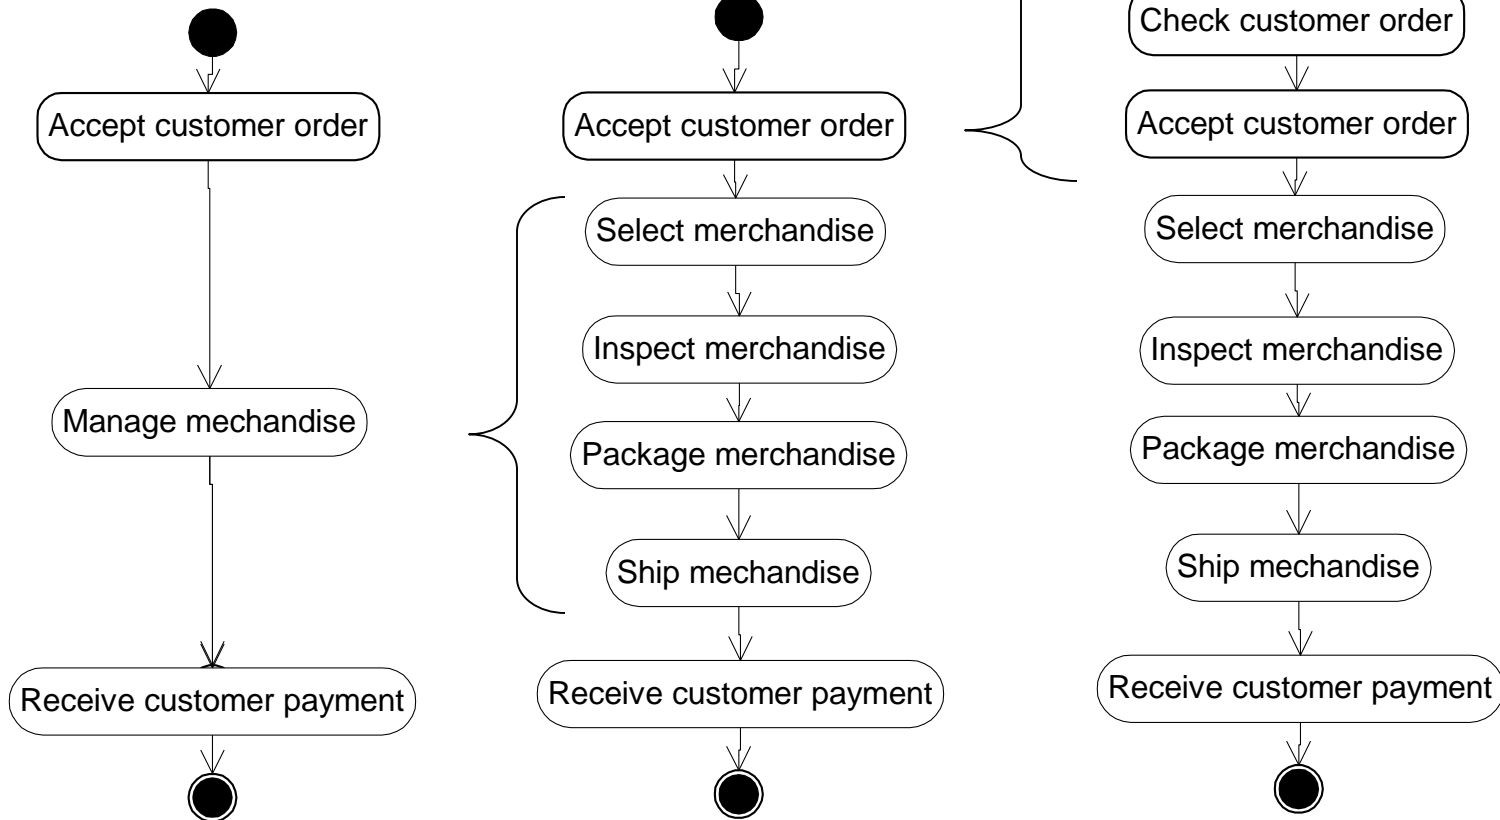 Accept customer order
Manage mechandise
Receive customer payment
Accept customer order
Select merchandise
Inspect merchandise
Package merchandise
Ship mechandise
Receive customer payment
Check customer order
Accept customer order
Select merchandise
Inspect merchandise
Package merchandise
Ship mechandise
Receive customer payment